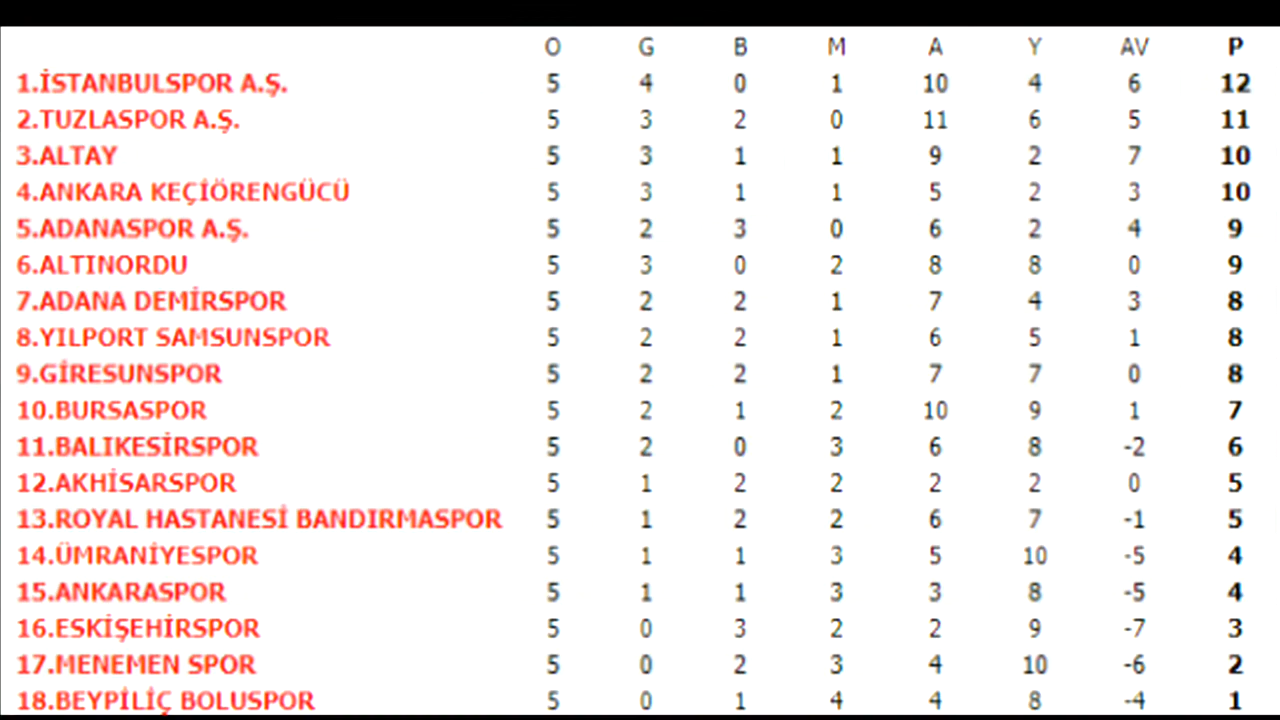 O G B M A Y AV P
1.İSTANBULSPOR A.Ş. 5 4 0 1 10 4 6 12
2.TUZLASPOR A.Ş. 5 3 2 0 11 6 5 11
3.ALTAY 5 3 1 1 9 2 7 10
4.ANKARA KEÇİÖRENGÜCÜ 5 3 1 1 5 2 3 10
5.ADANASPOR A.Ş. 5 2 3 0 6 2 4 9
6.ALTINORDU 5 3 0 2 8 8 0 9
7.ADANA DEMİRSPOR 5 2 2 1 7 4 3 8
8.YILPORT SAMSUNSPOR 5 2 2 1 6 5 1 8
9.GİRESUNSPOR 5 2 2 1 7 7 0 8
10.BURSASPOR 5 2 1 2 10 9 1 7
11.BALIKESİRSPOR 5 2 0 3 6 8 -2 6
12.AKHİSARSPOR 5 1 2 2 2 2 0 5
13.ROYAL HASTANESİ BANDIRMASPOR 5 1 2 2 6 7 -1 5
14.ÜMRANİYESPOR 5 1 1 3 5 10 -5 4
15.ANKARASPOR 5 1 1 3 3 8 -5 4
16.ESKİŞEHİRSPOR 5 0 3 2 2 9 -7 3
17.MENEMEN SPOR 5 0 2 3 4 10 -6 2
18.BEYPİLİÇ BOLUSPOR 5 0 1 4 4 8 -4 1